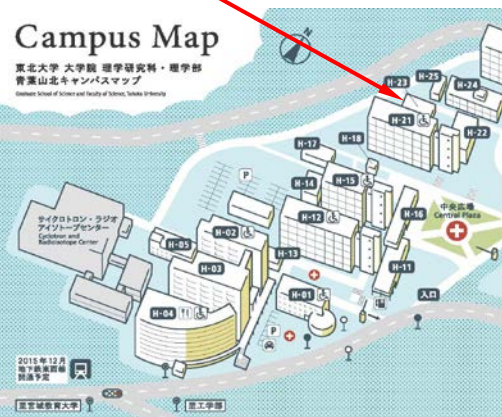 Campus Map
東北大学 大学院 理学研究科・理学部
青葉山北キャンパスマップ
Graduate School of Science and Faculty of Science, Tohoku University
H-23
H-25
H-24
H-21
H-22
H-18
H-17
P
H-14
H-15
中央広場
Central Plaza
H-16
H-12
サイクロトロン・ラジオ
アイソトープセンター
Cyclotron and
Radioisotope Center
H-02
H-05
H-13
H-03
H-11
H-01
入口
H-04
P
2015年12月
地下鉄東西線
開通予定
至宮城教育大学
至工学部